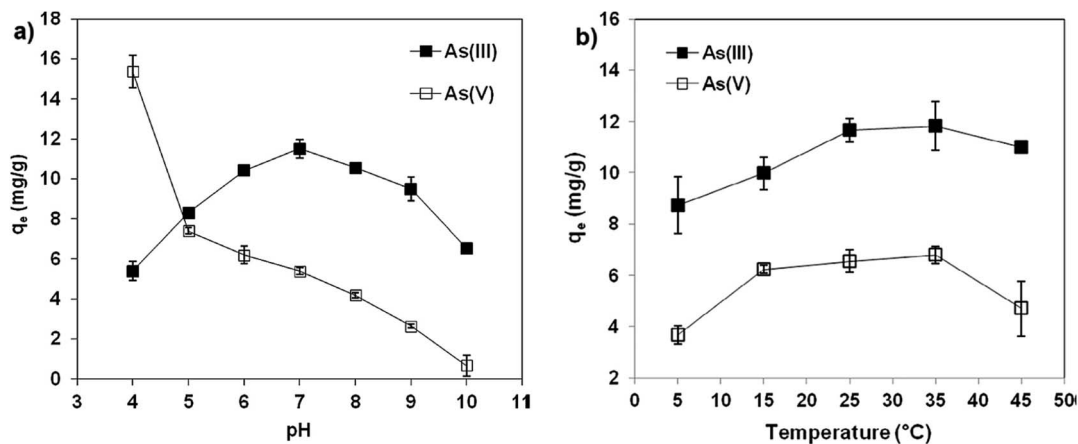 a)
18
16
14
12
10
8
6
4
2
0
qe (mg/g)
As(III)
As(V)
3 4 5 6 7 8 9 10 11
pH
b)
14
12
10
8
6
4
2
qe (mg/g)
As(III)
As(V)
0 5 10 15 20 25 30 35 40 45 50
Temperature (°C)